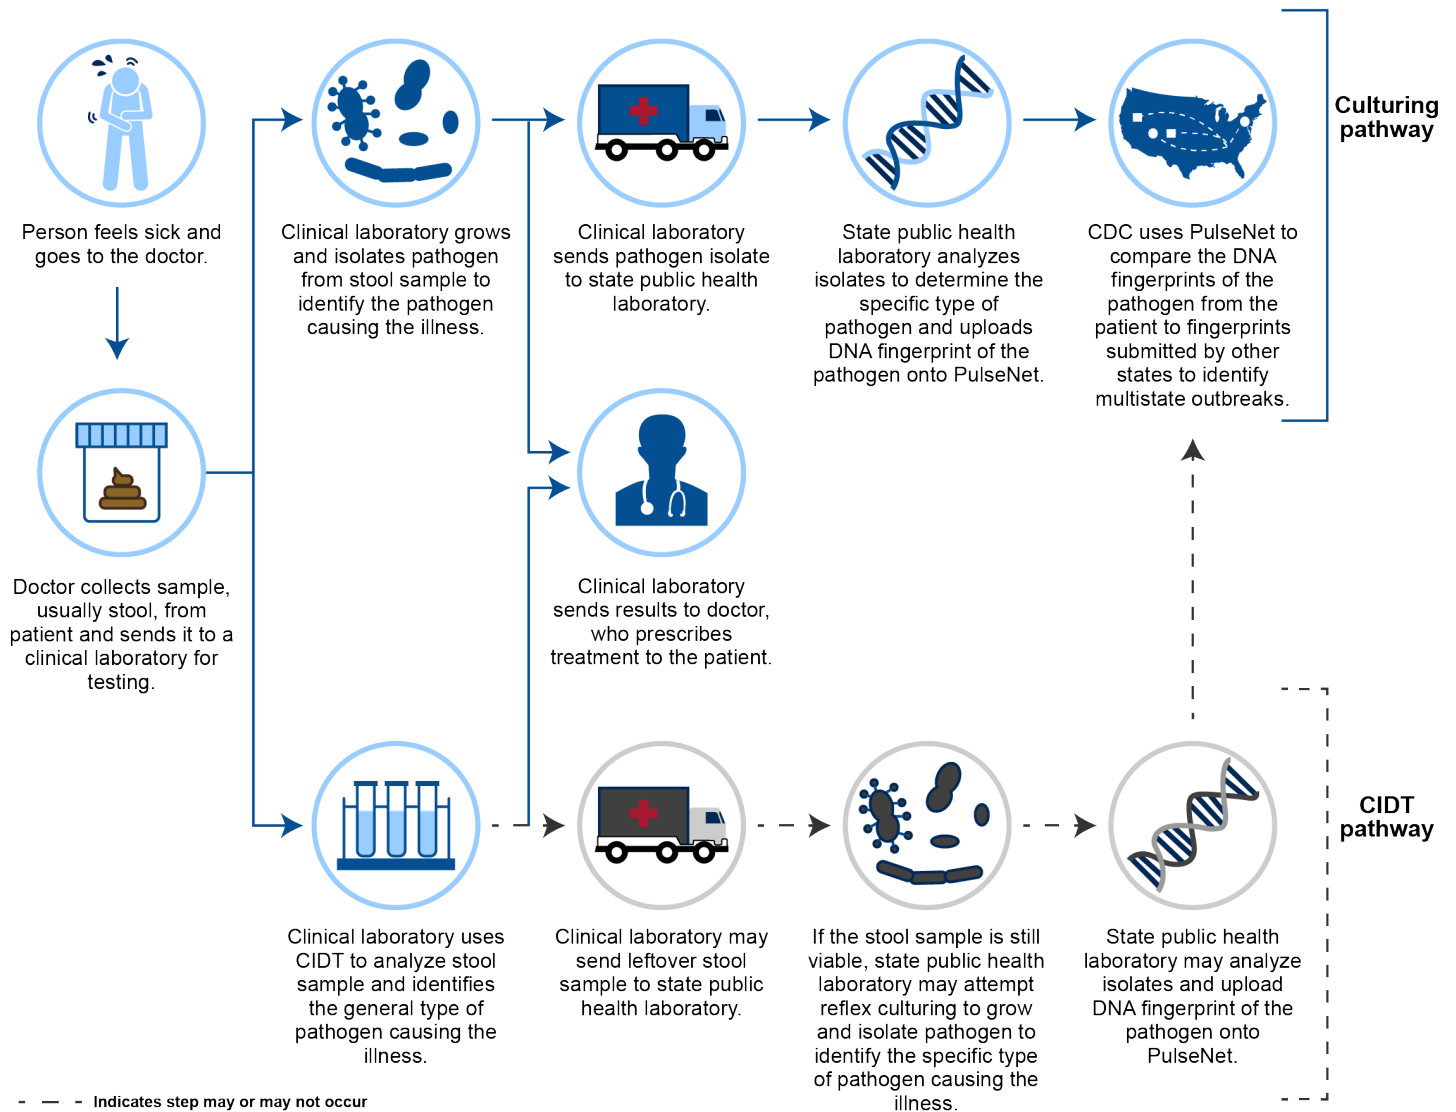 Culturing
pathway
Person feels sick and
goes to the doctor.
Clinical laboratory grows
and isolates pathogen
from stool sample to
identify the pathogen
causing the illness.
Clinical laboratory
sends pathogen isolate
to state public health
laboratory.
State public health
laboratory analyzes
isolates to determine the
specific type of
pathogen and uploads
DNA fingerprint of the
pathogen onto PulseNet.
CDC uses PulseNet to
compare the DNA
fingerprints of the
pathogen from the
patient to fingerprints
submitted by other
states to identify
multistate outbreaks.
Doctor collects sample,
usually stool, from
patient and sends it to a
clinical laboratory for
testing.
Clinical laboratory
sends results to doctor,
who prescribes
treatment to the patient.
CIDT
pathway
Clinical laboratory uses
CIDT to analyze stool
sample and identifies
the general type of
pathogen causing the
illness.
Clinical laboratory may
send leftover stool
sample to state public
health laboratory.
If the stool sample is still
viable, state public health
laboratory may attempt
reflex culturing to grow
and isolate pathogen to
identify the specific type
of pathogen causing the
illness.
State public health
laboratory may analyze
isolates and upload
DNA fingerprint of the
pathogen onto
PulseNet.
Indicates step may or may not occur